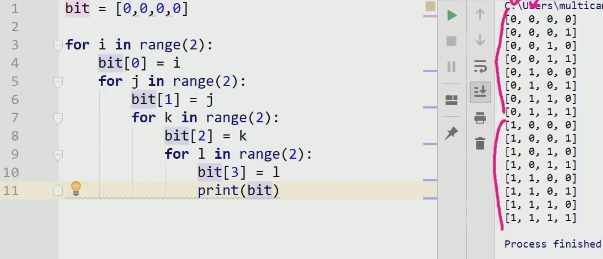 1 bit = [0,0,0,0]
2
3 for i in range(2):
4     bit[0] = i
5     for j in range(2):
6         bit[1] = j
7         for k in range(2):
8             bit[2] = k
9             for l in range(2):
10                 bit[3] = l
11                 print(bit)
C:\Users\multicam
[0, 0, 0, 0]
[0, 0, 0, 1]
[0, 0, 1, 0]
[0, 0, 1, 1]
[0, 1, 0, 0]
[0, 1, 0, 1]
[0, 1, 1, 0]
[0, 1, 1, 1]
[1, 0, 0, 0]
[1, 0, 0, 1]
[1, 0, 1, 0]
[1, 0, 1, 1]
[1, 1, 0, 0]
[1, 1, 0, 1]
[1, 1, 1, 0]
[1, 1, 1, 1]
Process finished